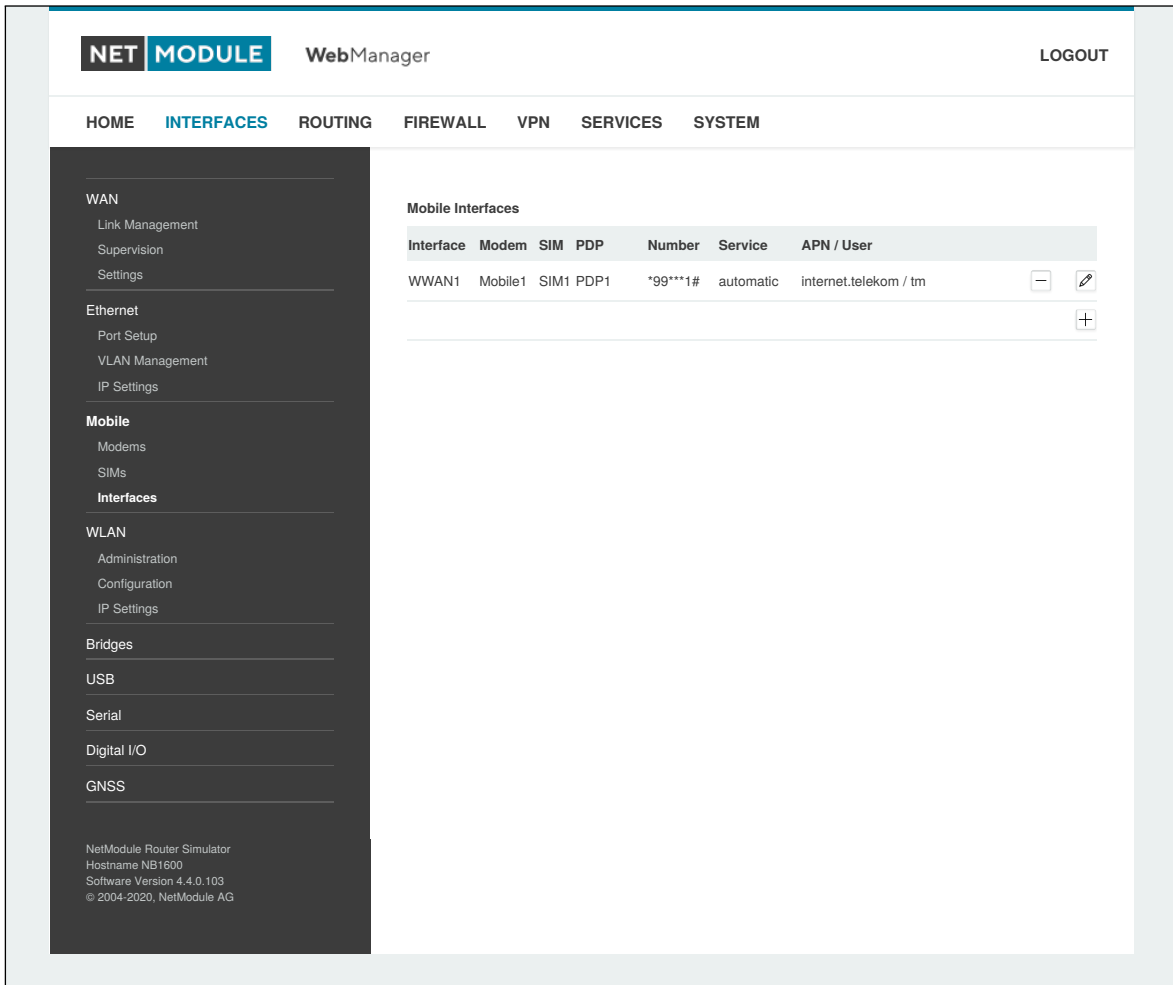 NET MODULE WebManager LOGOUT
HOME INTERFACES ROUTING FIREWALL VPN SERVICES SYSTEM
WAN
Link Management
Supervision
Settings
Ethernet
Port Setup
VLAN Management
IP Settings
Mobile
Modems
SIMs
Interfaces
WLAN
Administration
Configuration
IP Settings
Bridges
USB
Serial
Digital I/O
GNSS
NetModule Router Simulator
Hostname NB1600
Software Version 4.4.0.103
© 2004-2020, NetModule AG
Mobile Interfaces
Interface Modem SIM PDP Number Service APN / User
WWAN1 Mobile1 SIM1 PDP1 *99***1# automatic internet.telekom / tm